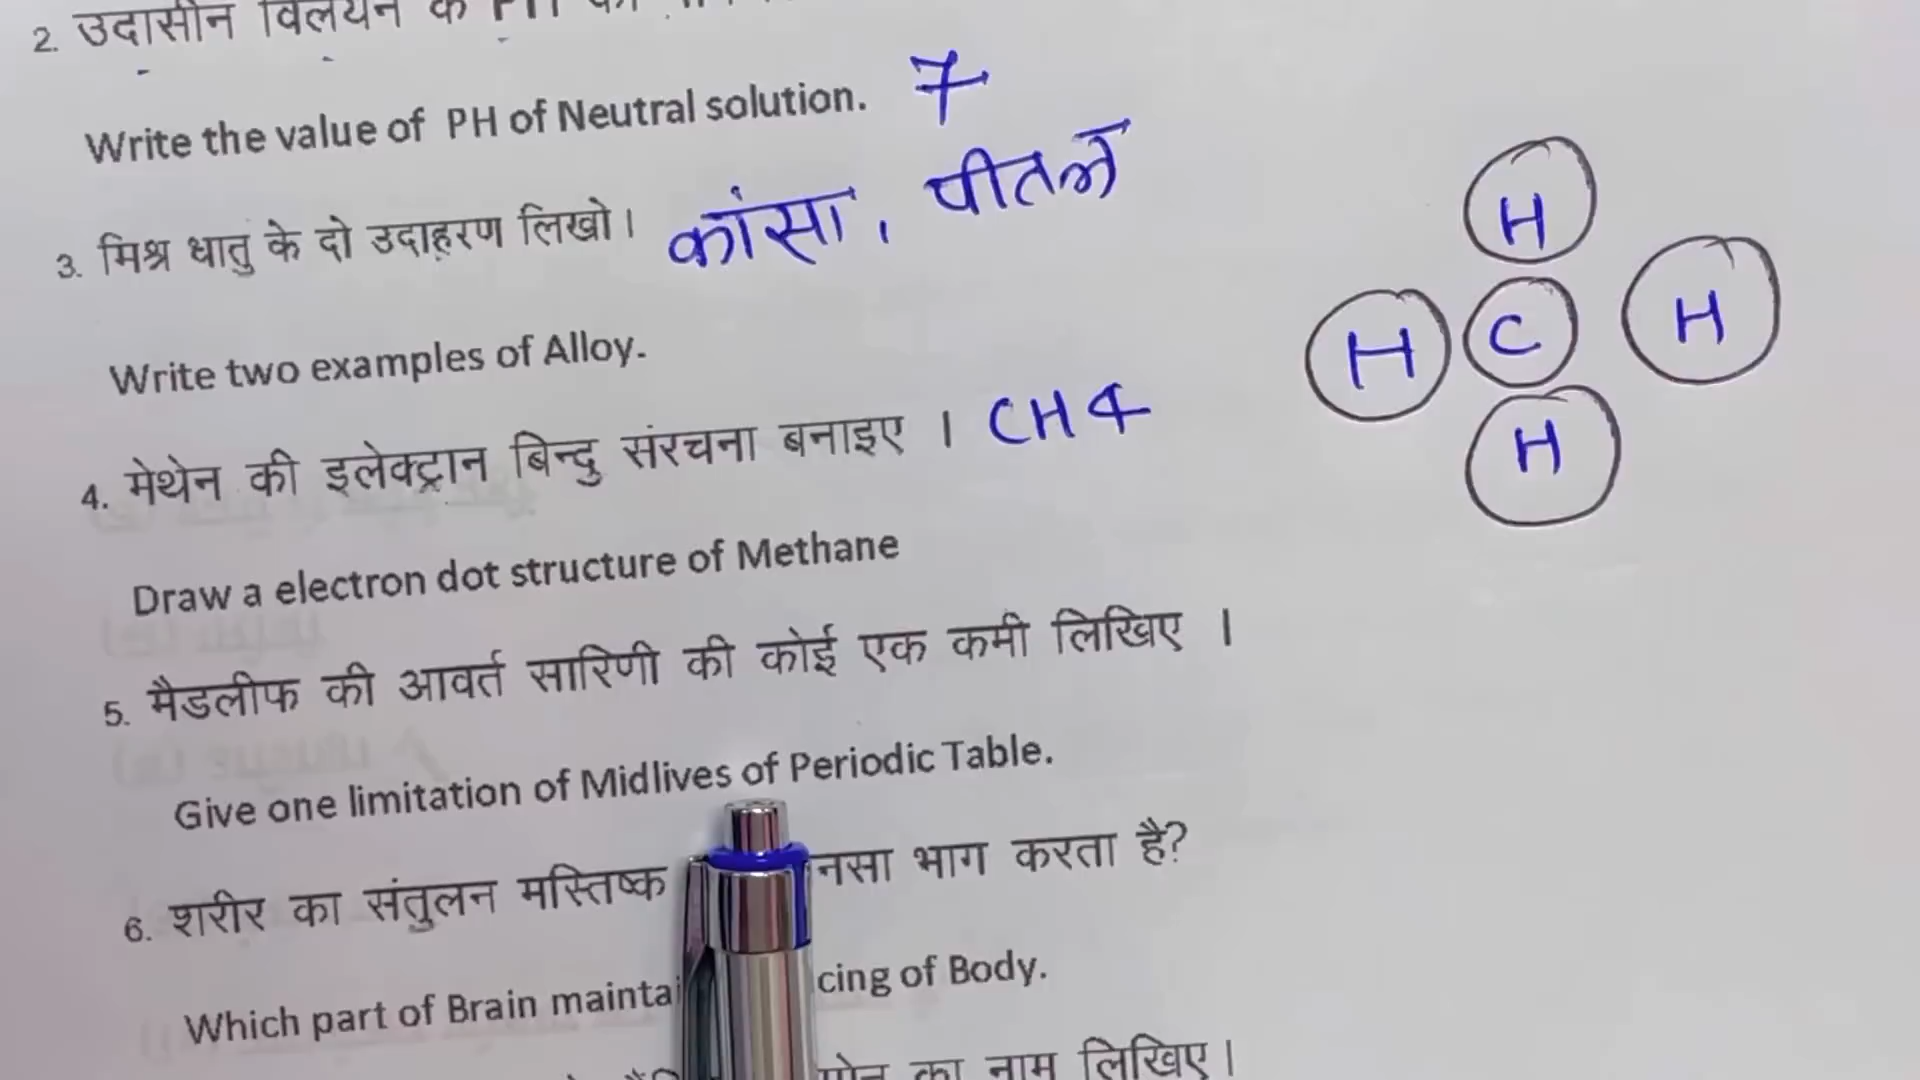 2. उदासीन विलयन के PH
Write the value of PH of Neutral solution. 7
3. मिश्र धातु के दो उदाहरण लिखो। कांसा, पीतल
Write two examples of Alloy.
4. मेथेन की इलेक्ट्रान बिन्दु संरचना बनाइए । CH4
Draw a electron dot structure of Methane
H
H C H
H
5. मैडलीफ की आवर्त सारिणी की कोई एक कमी लिखिए ।
Give one limitation of Midlives of Periodic Table.
6. शरीर का संतुलन मस्तिष्क नसा भाग करता है?
Which part of Brain mainta cing of Body.
का नाम लिखिए।